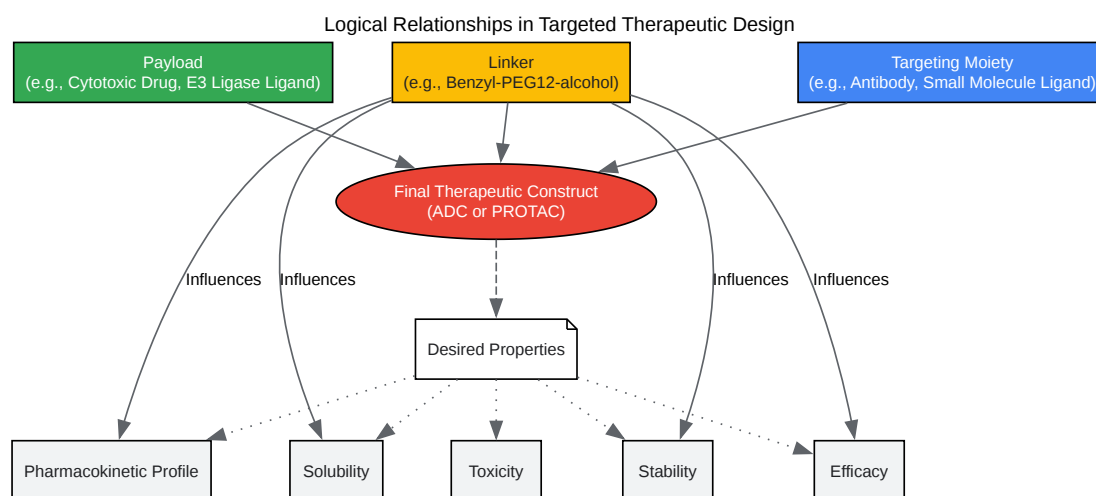 Logical Relationships in Targeted Therapeutic Design
Payload
(e.g., Cytotoxic Drug, E3 Ligase Ligand)
Linker
(e.g., Benzyl-PEG12-alcohol)
Targeting Moiety
(e.g., Antibody, Small Molecule Ligand)
Final Therapeutic Construct
(ADC or PROTAC)
Influences
Influences
Influences
Influences
Desired Properties
Pharmacokinetic Profile
Solubility
Toxicity
Stability
Efficacy